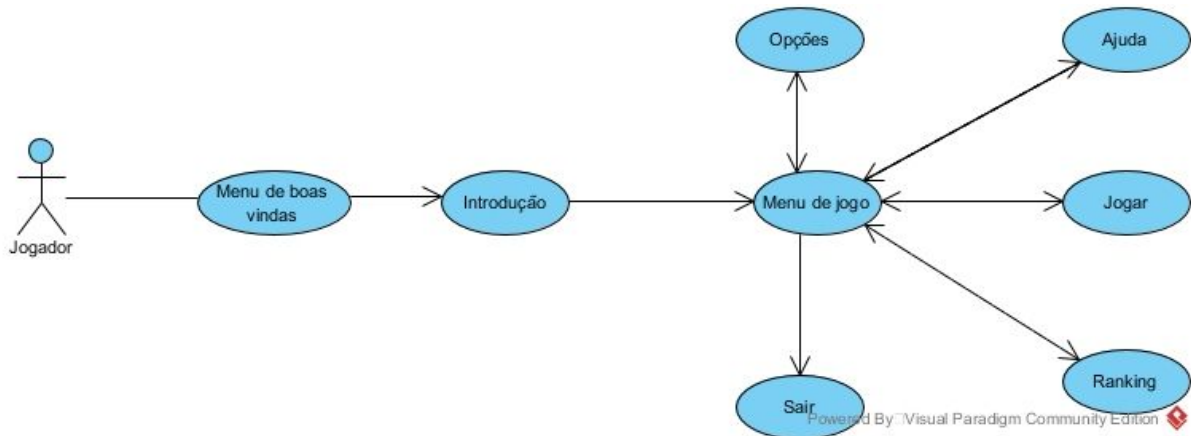 Opções
Ajuda
Jogador
Menu de boas
vindas
Introdução
Menu de jogo
Jogar
Sair
Ranking
Powered By Visual Paradigm Community Edition